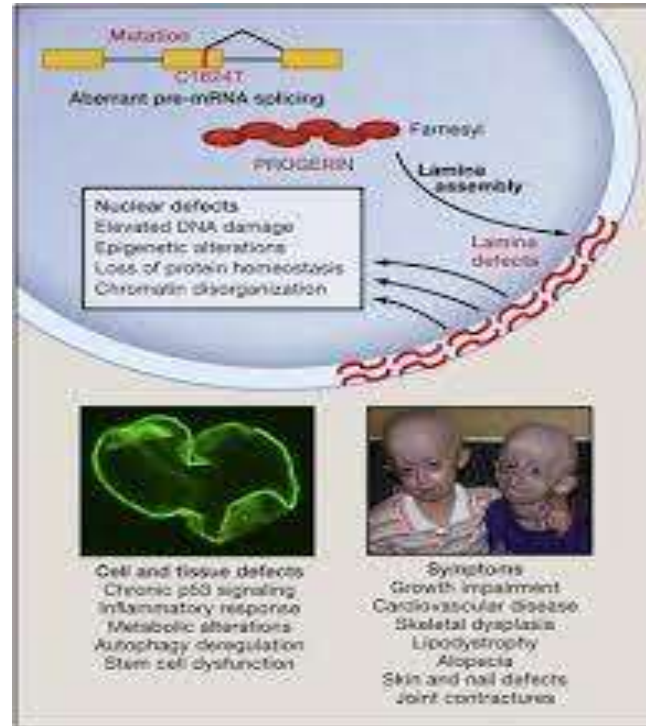 Mutation
C1824T
Aberrant pre-mRNA splicing
Farnesyl
PROGERIN
Lamina
assembly
Nuclear defects
Elevated DNA damage
Epigenetic alterations
Loss of protein homeostasis
Chromatin disorganization
Lamina
defects
Cell and tissue defects
Chronic p53 signaling
Inflammatory response
Metabolic alterations
Autophagy deregulation
Stem cell dysfunction
Symptoms
Growth impairment
Cardiovascular disease
Skeletal dysplasia
Lipodystrophy
Alopecia
Skin and nail defects
Joint contractures